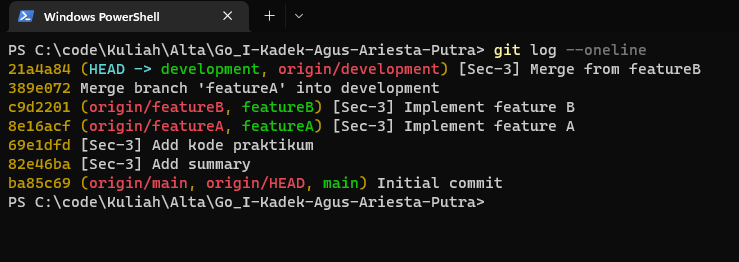 Windows PowerShell
PS C:\code\Kuliah\Alta\Go_I-Kadek-Agus-Ariesta-Putra> git log --oneline
21a4a84 (HEAD -> development, origin/development) [Sec-3] Merge from featureB
389e072 Merge branch 'featureA' into development
c9d2201 (origin/featureB, featureB) [Sec-3] Implement feature B
8e16acf (origin/featureA, featureA) [Sec-3] Implement feature A
69e1dfd [Sec-3] Add kode praktikum
82e46ba [Sec-3] Add summary
ba85c69 (origin/main, origin/HEAD, main) Initial commit
PS C:\code\Kuliah\Alta\Go_I-Kadek-Agus-Ariesta-Putra>